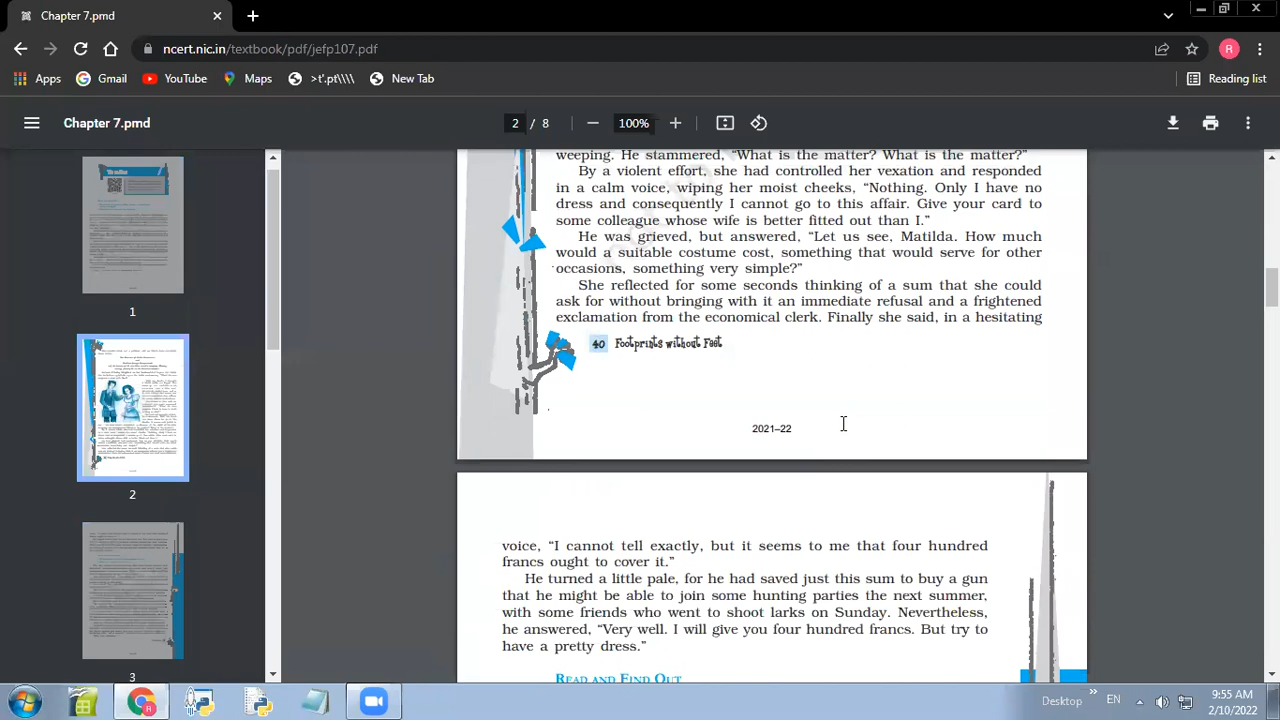 Chapter 7.pmd
ncert.nic.in/textbook/pdf/jefp107.pdf
R
Apps
Gmail
YouTube
Maps
>t'.pt\\\\
New Tab
Reading list
Chapter 7.pmd
2 / 8
100%
1
2
3
weeping. He stammered, “What is the matter? What is the matter?”
By a violent effort, she had controlled her vexation and responded
in a calm voice, wiping her moist cheeks, “Nothing. Only I have no
dress and consequently I cannot go to this affair. Give your card to
some colleague whose wife is better fitted out than I.”
He was grieved, but answered, “Let us see, Matilda. How much
would a suitable costume cost, something that would serve for other
occasions, something very simple?”
She reflected for some seconds thinking of a sum that she could
ask for without bringing with it an immediate refusal and a frightened
exclamation from the economical clerk. Finally she said, in a hesitating
40 Footprints without Feet
2021–22
voice, “I cannot tell exactly, but it seems to me that four hundred
francs ought to cover it.”
He turned a little pale, for he had saved just this sum to buy a gun
that he might be able to join some hunting parties the next summer,
with some friends who went to shoot larks on Sunday. Nevertheless,
he answered, “Very well. I will give you four hundred francs. But try to
have a pretty dress.”
READ AND FIND OUT
Desktop
EN
9:55 AM
2/10/2022